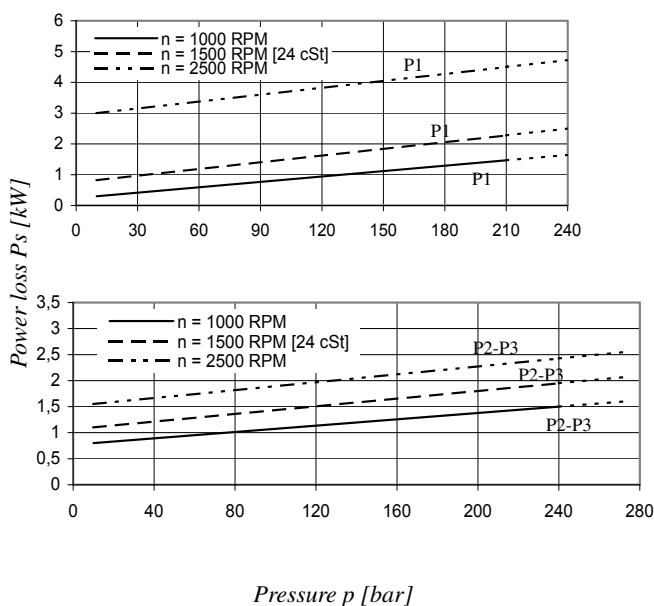 Power loss Ps [kW]
6
5
4
3
2
1
0
n = 1000 RPM
n = 1500 RPM [24 cSt]
n = 2500 RPM
P1
P1
P1
0 30 60 90 120 150 180 210 240
3,5
3
2,5
2
1,5
1
0,5
0
n = 1000 RPM
n = 1500 RPM [24 cSt]
n = 2500 RPM
P2-P3
P2-P3
P2-P3
0 40 80 120 160 200 240 280
Pressure p [bar]